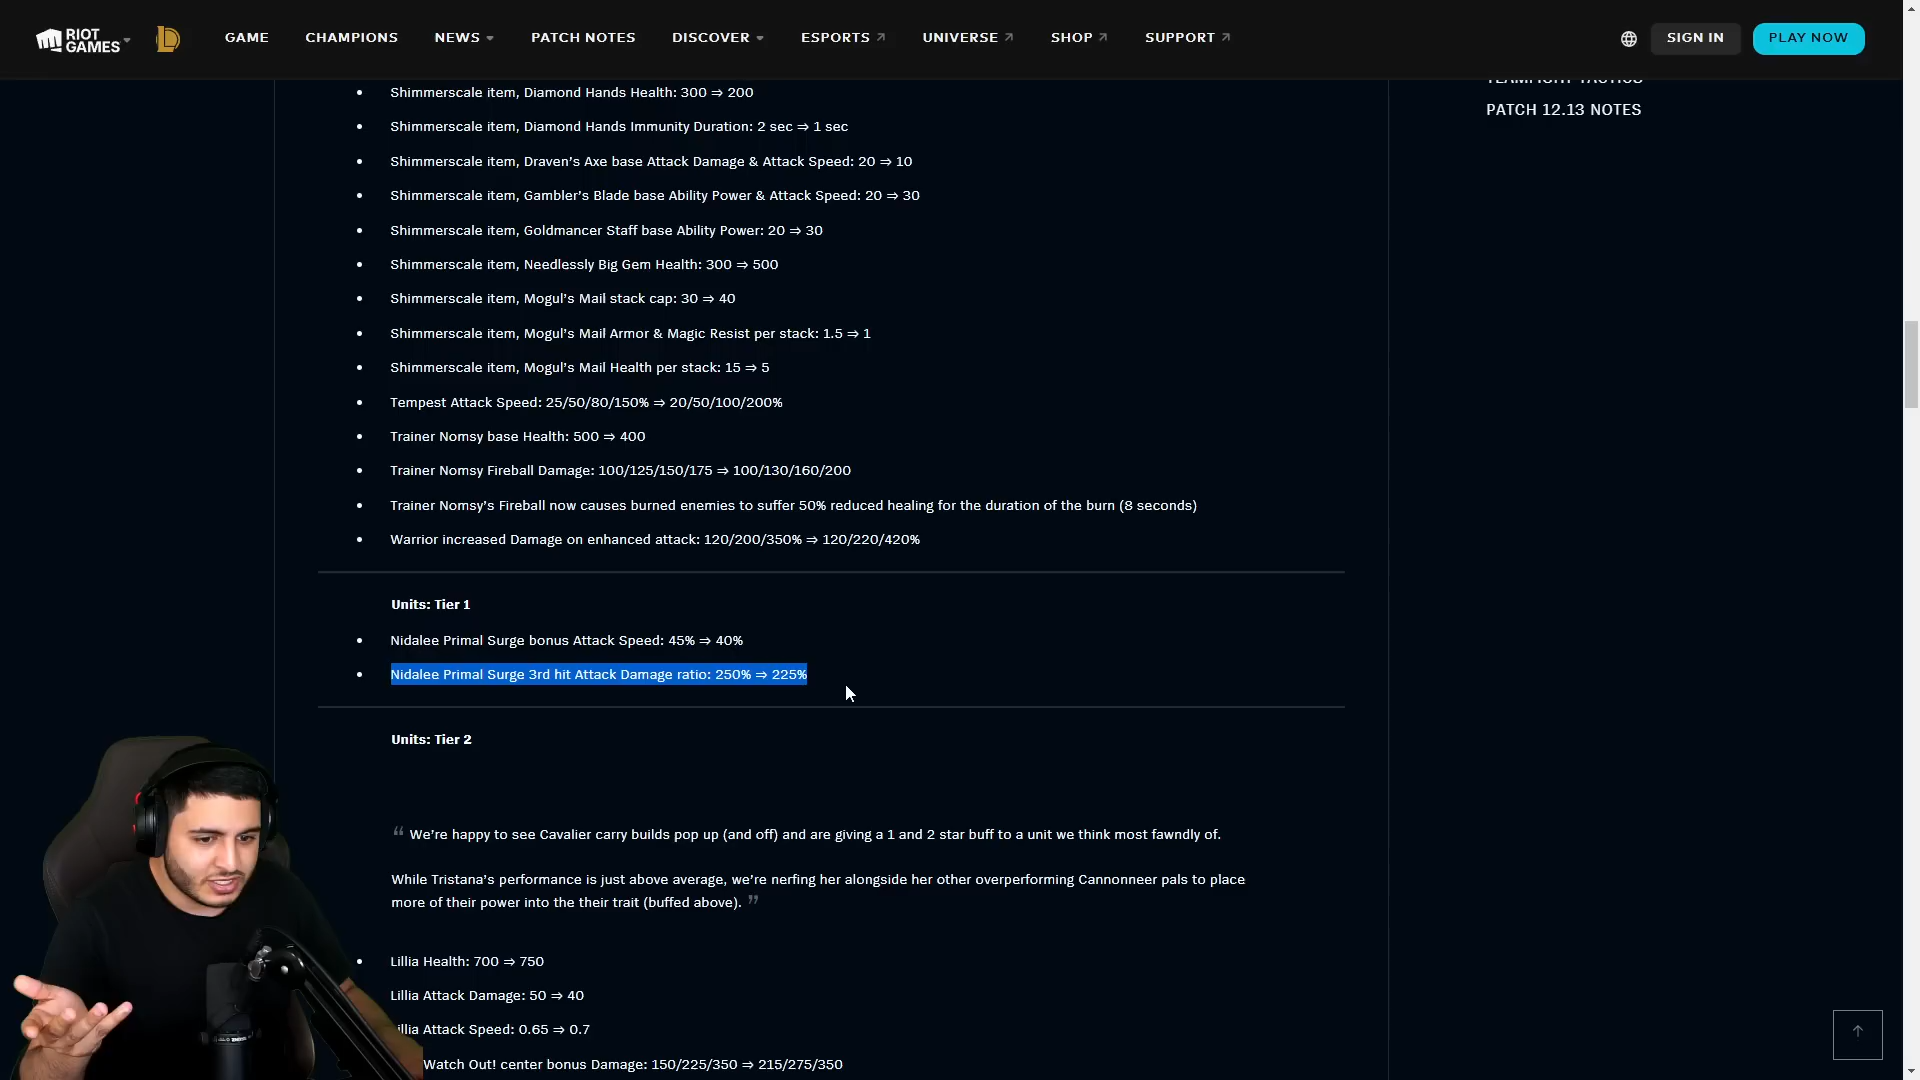 RIOT GAMES
GAME
CHAMPIONS
NEWS
PATCH NOTES
DISCOVER
ESPORTS
UNIVERSE
SHOP
SUPPORT
SIGN IN
PLAY NOW
TEAMFIGHT TACTICS
PATCH 12.13 NOTES
• Shimmerscale item, Diamond Hands Health: 300 ⇒ 200
• Shimmerscale item, Diamond Hands Immunity Duration: 2 sec ⇒ 1 sec
• Shimmerscale item, Draven’s Axe base Attack Damage & Attack Speed: 20 ⇒ 10
• Shimmerscale item, Gambler’s Blade base Ability Power & Attack Speed: 20 ⇒ 30
• Shimmerscale item, Goldmancer Staff base Ability Power: 20 ⇒ 30
• Shimmerscale item, Needlessly Big Gem Health: 300 ⇒ 500
• Shimmerscale item, Mogul’s Mail stack cap: 30 ⇒ 40
• Shimmerscale item, Mogul’s Mail Armor & Magic Resist per stack: 1.5 ⇒ 1
• Shimmerscale item, Mogul’s Mail Health per stack: 15 ⇒ 5
• Tempest Attack Speed: 25/50/80/150% ⇒ 20/50/100/200%
• Trainer Nomsy base Health: 500 ⇒ 400
• Trainer Nomsy Fireball Damage: 100/125/150/175 ⇒ 100/130/160/200
• Trainer Nomsy’s Fireball now causes burned enemies to suffer 50% reduced healing for the duration of the burn (8 seconds)
• Warrior increased Damage on enhanced attack: 120/200/350% ⇒ 120/220/420%
Units: Tier 1
• Nidalee Primal Surge bonus Attack Speed: 45% ⇒ 40%
• Nidalee Primal Surge 3rd hit Attack Damage ratio: 250% ⇒ 225%
Units: Tier 2
“ We’re happy to see Cavalier carry builds pop up (and off) and are giving a 1 and 2 star buff to a unit we think most fawndly of.
While Tristana’s performance is just above average, we’re nerfing her alongside her other overperforming Cannonneer pals to place
more of their power into the their trait (buffed above). ”
• Lillia Health: 700 ⇒ 750
Lillia Attack Damage: 50 ⇒ 40
illia Attack Speed: 0.65 ⇒ 0.7
Watch Out! center bonus Damage: 150/225/350 ⇒ 215/275/350